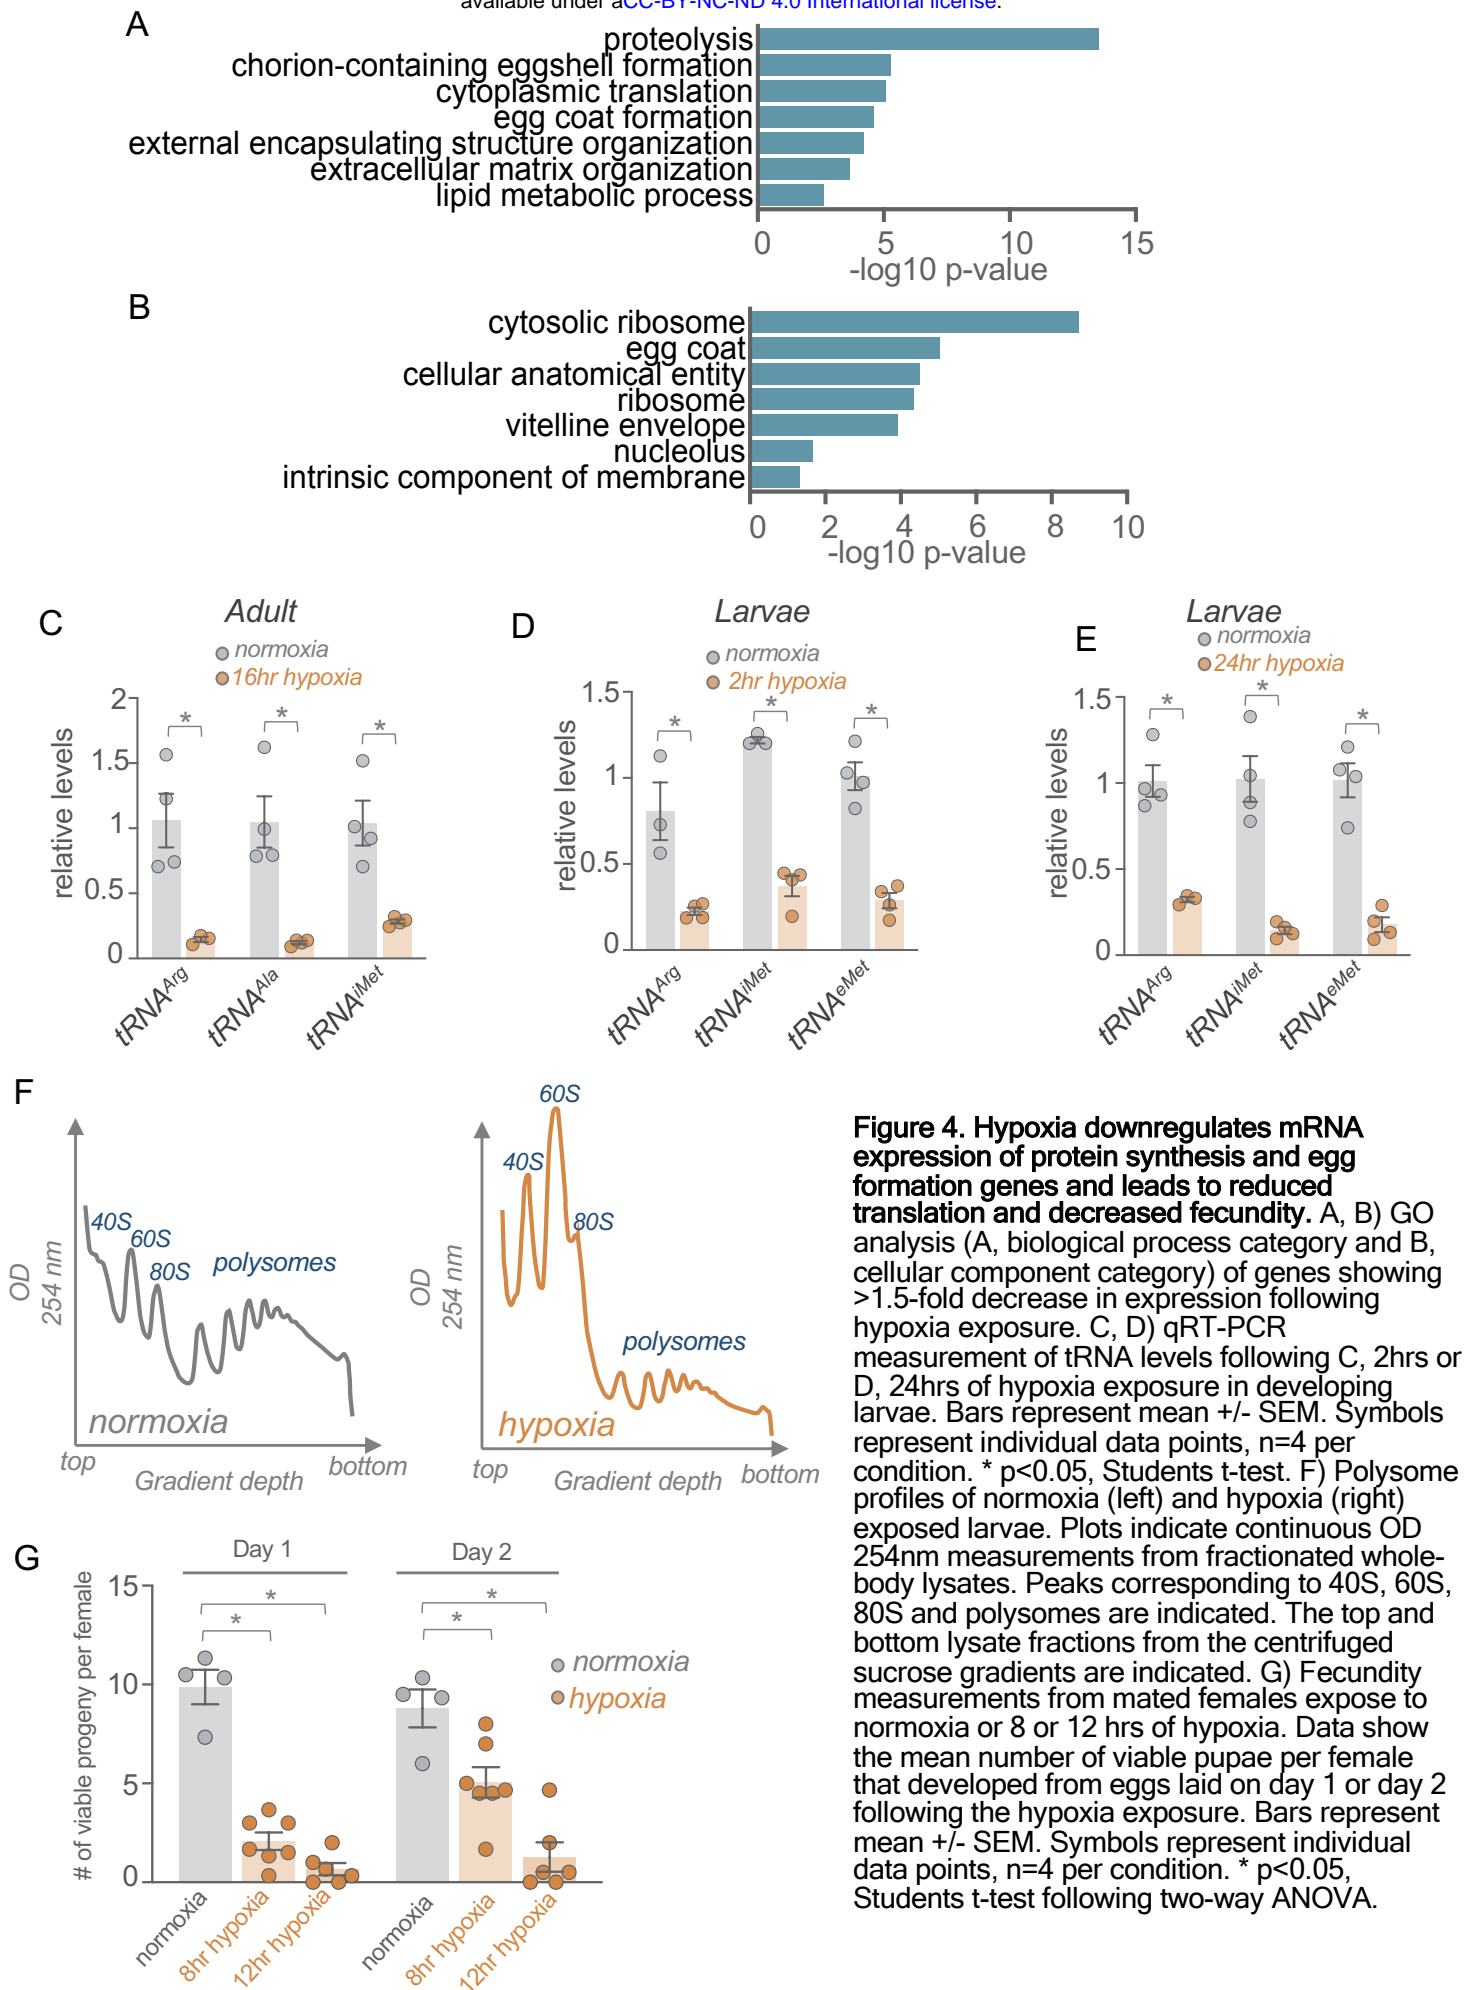 available under aCC-BY-NC-ND 4.0 International license.
A
proteolysis
chorion-containing eggshell formation
cytoplasmic translation
egg coat formation
external encapsulating structure organization
extracellular matrix organization
lipid metabolic process
0 5 10 15
-log10 p-value
B
cytosolic ribosome
egg coat
cellular anatomical entity
ribosome
vitelline envelope
nucleolus
intrinsic component of membrane
0 2 4 6 8 10
-log10 p-value
C
Adult
normoxia
16hr hypoxia
relative levels
2
1.5
1
0.5
0
* * *
tRNAArg tRNAAla tRNAiMet
D
Larvae
normoxia
2hr hypoxia
relative levels
1.5
1
0.5
0
* * *
tRNAArg tRNAiMet tRNAeMet
E
Larvae
normoxia
24hr hypoxia
relative levels
1.5
1
0.5
0
* * *
tRNAArg tRNAiMet tRNAeMet
F
OD
254 nm
40S
60S
80S
polysomes
normoxia
top
Gradient depth
bottom
OD
254 nm
40S
60S
80S
polysomes
hypoxia
top
Gradient depth
bottom
G
Day 1
Day 2
# of viable progeny per female
15
10
5
0
* *
* *
normoxia
hypoxia
normoxia
8hr hypoxia
12hr hypoxia
normoxia
8hr hypoxia
12hr hypoxia
Figure 4. Hypoxia downregulates mRNA
expression of protein synthesis and egg
formation genes and leads to reduced
translation and decreased fecundity. A, B) GO
analysis (A, biological process category and B,
cellular component category) of genes showing
>1.5-fold decrease in expression following
hypoxia exposure. C, D) qRT-PCR
measurement of tRNA levels following C, 2hrs or
D, 24hrs of hypoxia exposure in developing
larvae. Bars represent mean +/- SEM. Symbols
represent individual data points, n=4 per
condition. * p<0.05, Students t-test. F) Polysome
profiles of normoxia (left) and hypoxia (right)
exposed larvae. Plots indicate continuous OD
254nm measurements from fractionated whole-
body lysates. Peaks corresponding to 40S, 60S,
80S and polysomes are indicated. The top and
bottom lysate fractions from the centrifuged
sucrose gradients are indicated. G) Fecundity
measurements from mated females expose to
normoxia or 8 or 12 hrs of hypoxia. Data show
the mean number of viable pupae per female
that developed from eggs laid on day 1 or day 2
following the hypoxia exposure. Bars represent
mean +/- SEM. Symbols represent individual
data points, n=4 per condition. * p<0.05,
Students t-test following two-way ANOVA.